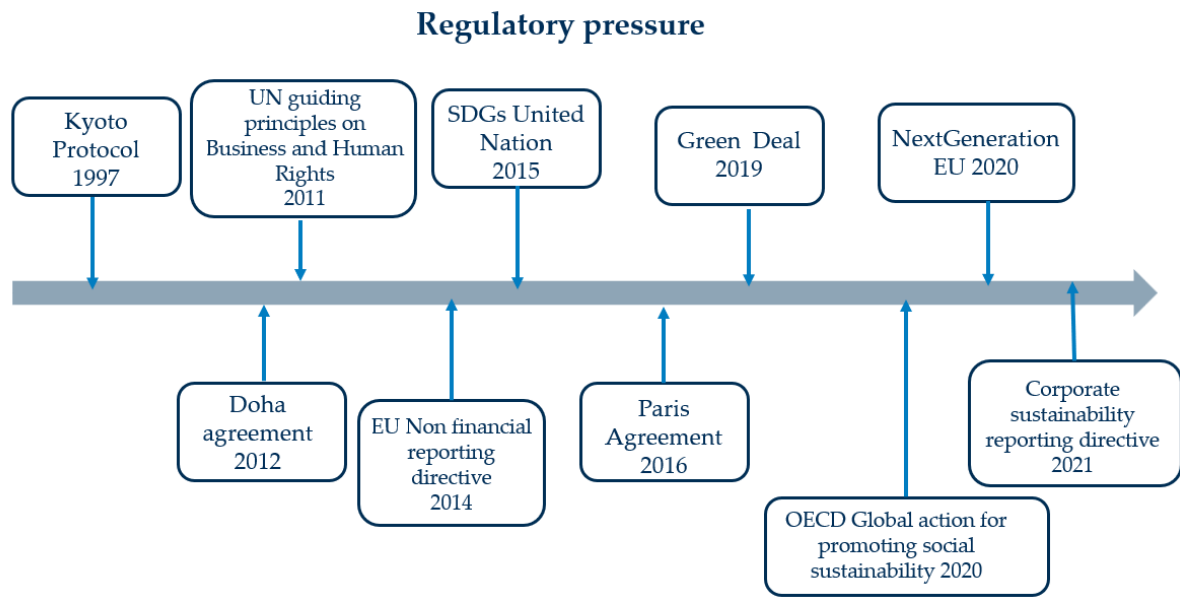 Regulatory pressure
Kyoto
Protocol
1997
UN guiding
principles on
Business and Human
Rights
2011
SDGs United
Nation
2015
Green Deal
2019
NextGeneration
EU 2020
Doha
agreement
2012
EU Non financial
reporting
directive
2014
Paris
Agreement
2016
OECD Global action for
promoting social
sustainability 2020
Corporate
sustainability
reporting directive
2021